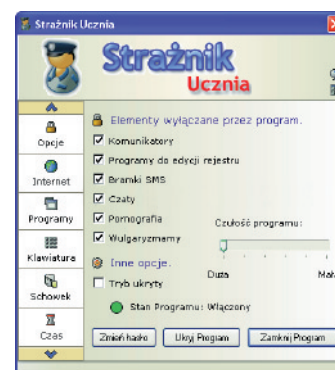 Strażnik Ucznia
Strażnik
Ucznia
Elementy wyłączane przez program.
Opcje
Komunikatory
Programy do edycji rejestru
Internet
Bramki SMS
Czaty
Programy
Pornografia
Czułość programu:
Wulgaryzmamy
Klawiatura
Inne opcje.
Duża
Mała
Tryb ukryty
Schowek
Stan Programu: Włączony
Czas
Zmień hasło
Ukryj Program
Zamknij Program